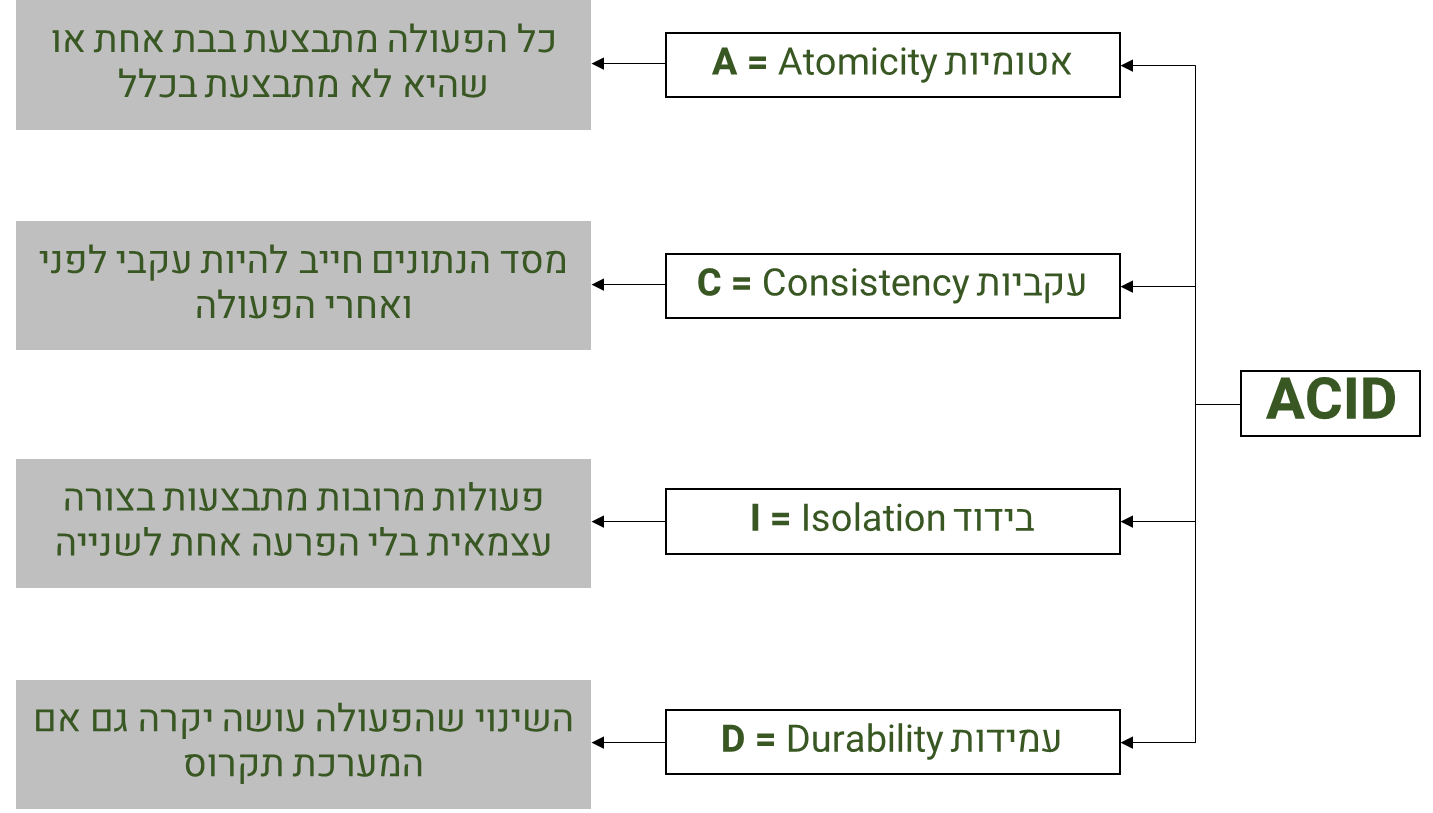 ACID
A = Atomicity אטומיות
כל הפעולה מתבצעת בבת אחת או
שהיא לא מתבצעת בכלל
C = Consistency עקביות
מסד הנתונים חייב להיות עקבי לפני
ואחרי הפעולה
I = Isolation בידוד
פעולות מרובות מתבצעות בצורה
עצמאית בלי הפרעה אחת לשנייה
D = Durability עמידות
השינוי שהפעולה עושה יקרה גם אם
המערכת תקרוס